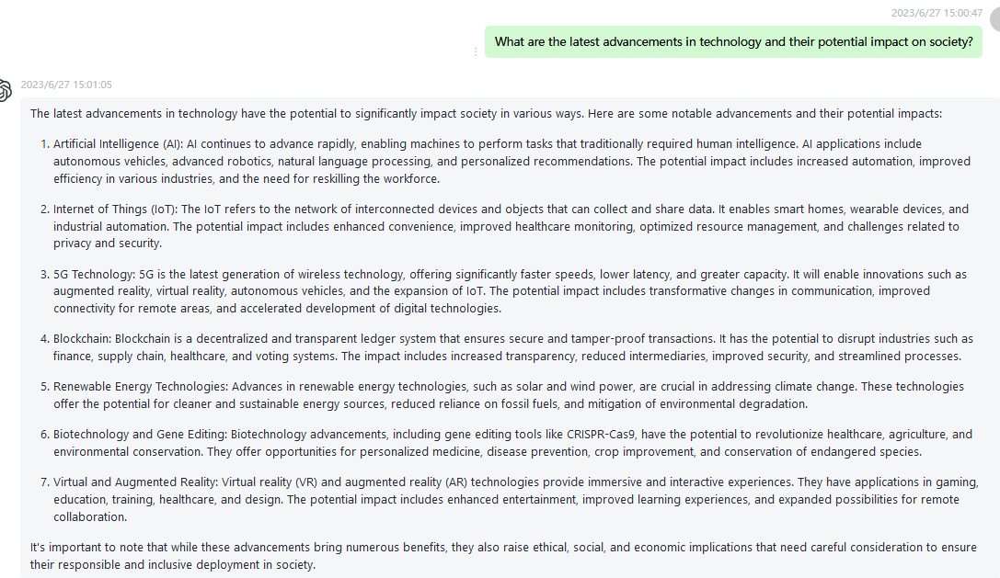 2023/6/27 15:00:47
What are the latest advancements in technology and their potential impact on society?
2023/6/27 15:01:05
The latest advancements in technology have the potential to significantly impact society in various ways. Here are some notable advancements and their potential impacts:
1. Artificial Intelligence (AI): AI continues to advance rapidly, enabling machines to perform tasks that traditionally required human intelligence. AI applications include
autonomous vehicles, advanced robotics, natural language processing, and personalized recommendations. The potential impact includes increased automation, improved
efficiency in various industries, and the need for reskilling the workforce.
2. Internet of Things (IoT): The IoT refers to the network of interconnected devices and objects that can collect and share data. It enables smart homes, wearable devices, and
industrial automation. The potential impact includes enhanced convenience, improved healthcare monitoring, optimized resource management, and challenges related to
privacy and security.
3. 5G Technology: 5G is the latest generation of wireless technology, offering significantly faster speeds, lower latency, and greater capacity. It will enable innovations such as
augmented reality, virtual reality, autonomous vehicles, and the expansion of IoT. The potential impact includes transformative changes in communication, improved
connectivity for remote areas, and accelerated development of digital technologies.
4. Blockchain: Blockchain is a decentralized and transparent ledger system that ensures secure and tamper-proof transactions. It has the potential to disrupt industries such as
finance, supply chain, healthcare, and voting systems. The impact includes increased transparency, reduced intermediaries, improved security, and streamlined processes.
5. Renewable Energy Technologies: Advances in renewable energy technologies, such as solar and wind power, are crucial in addressing climate change. These technologies
offer the potential for cleaner and sustainable energy sources, reduced reliance on fossil fuels, and mitigation of environmental degradation.
6. Biotechnology and Gene Editing: Biotechnology advancements, including gene editing tools like CRISPR-Cas9, have the potential to revolutionize healthcare, agriculture, and
environmental conservation. They offer opportunities for personalized medicine, disease prevention, crop improvement, and conservation of endangered species.
7. Virtual and Augmented Reality: Virtual reality (VR) and augmented reality (AR) technologies provide immersive and interactive experiences. They have applications in gaming,
education, training, healthcare, and design. The potential impact includes enhanced entertainment, improved learning experiences, and expanded possibilities for remote
collaboration.
It's important to note that while these advancements bring numerous benefits, they also raise ethical, social, and economic implications that need careful consideration to ensure
their responsible and inclusive deployment in society.